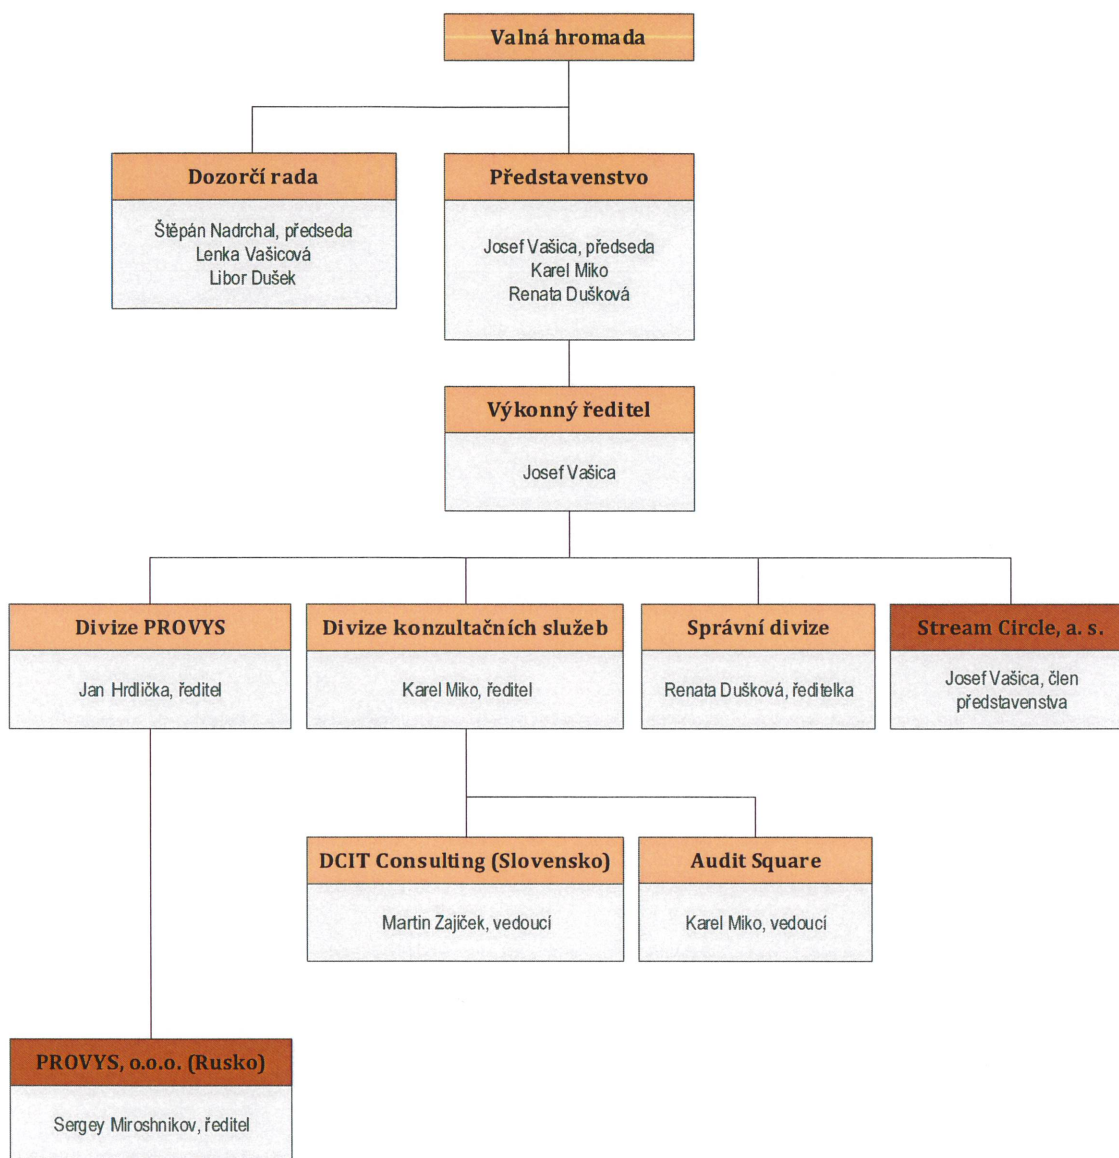 Valná hromada
Dozorčí rada
Štěpán Nadrchal, předseda
Lenka Vašicová
Libor Dušek
Představenstvo
Josef Vašica, předseda
Karel Miko
Renata Dušková
Výkonný ředitel
Josef Vašica
Divize PROVYS
Jan Hrdlička, ředitel
Divize konzultačních služeb
Karel Miko, ředitel
Správní divize
Renata Dušková, ředitelka
Stream Circle, a. s.
Josef Vašica, člen
představenstva
DCIT Consulting (Slovensko)
Martin Zajíček, vedoucí
Audit Square
Karel Miko, vedoucí
PROVYS, o.o.o. (Rusko)
Sergey Miroshnikov, ředitel